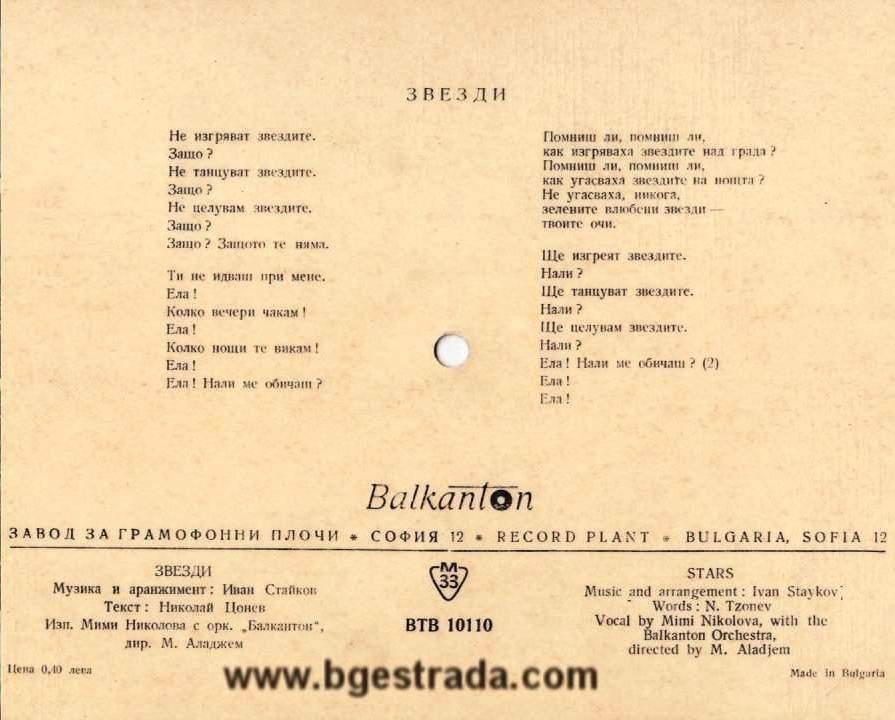 ЗВЕЗДИ
Не изгряват звездите.
Защо ?
Не танцуват звездите.
Защо ?
Не целувам звездите.
Защо ?
Защо ? Защото те няма.
Ти не идваш при мене.
Ела !
Колко вечери чакам !
Ела !
Колко нощи те викам !
Ела !
Ела ! Нали ме обичаш ?
Помниш ли, помниш ли,
как изгряваха звездите над града ?
Помниш ли, помниш ли,
как угасваха звездите на нощта ?
Не угасваха, никога,
зелените влюбени звезди —
твоите очи.
Ще изгреят звездите.
Нали ?
Ще танцуват звездите.
Нали ?
Ще целувам звездите.
Нали ?
Ела ! Нали ме обичаш ? (2)
Ела !
Ела !
Balkanton
ЗАВОД ЗА ГРАМОФОННИ ПЛОЧИ * СОФИЯ 12 * RECORD PLANT * BULGARIA, SOFIA 12
ЗВЕЗДИ
Музика и аранжимент : Иван Стайков
Текст : Николай Цонев
Изп. Мими Николова с орк. „Балкантон“,
дир. М. Аладжем
Цена 0,40 лева
М
33
ВТВ 10110
STARS
Music and arrangement : Ivan Staykov
Words : N. Tzonev
Vocal by Mimi Nikolova, with the
Balkanton Orchestra,
directed by M. Aladjem
Made in Bulgaria
www.bgestrada.com